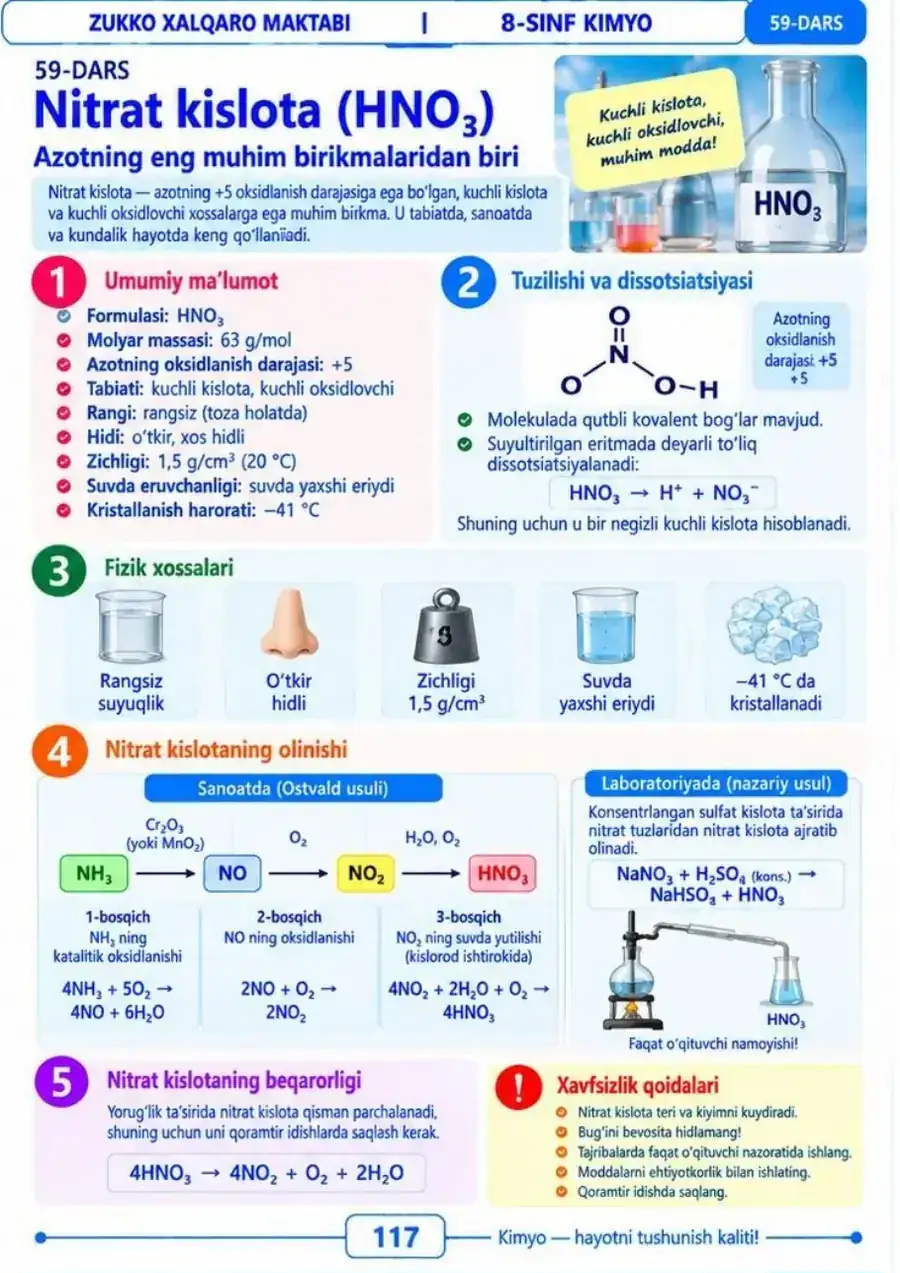 ZUKKO XALQARO MAKTABI | 8-SINF KIMYO
59-DARS
59-DARS
Nitrat kislota (HNO₃)
Azotning eng muhim birikmalaridan biri
Nitrat kislota — azotning +5 oksidlanish darajasiga ega bo‘lgan, kuchli kislota
va kuchli oksidlovchi xossalarga ega muhim birkma. U tabiatda, sanoatda
va kundalik hayotda keng qo‘llaniladi.
Kuchli kislota,
kuchli oksidlovchi,
muhim modda!
HNO₃
1 Umumiy ma’lumot
Formulasi: HNO₃
Molyar massasi: 63 g/mol
Azotning oksidlanish darajasi: +5
Tabiati: kuchli kislota, kuchli oksidlovchi
Rangi: rangsiz (toza holatda)
Hidi: o‘tkir, xos hidli
Zichligi: 1,5 g/cm³ (20 °C)
Suvda eruvchanligi: suvda yaxshi eriydi
Kristallanish harorati: −41 °C
2 Tuzilishi va dissotsiatsiyasi
O
N
O
O–H
Azotning
oksidlanish
darajasi: +5
+5
Molekulada qutbli kovalent bog‘lar mavjud.
Suyultirilgan eritmada deyarli to‘liq
dissotsiatsiyalanadi:
HNO₃ → H⁺ + NO₃⁻
Shuning uchun u bir negizli kuchli kislota hisoblanadi.
3 Fizik xossalari
Rangsiz
suyuqlik
O‘tkir
hidli
Zichligi
1,5 g/cm³
Suvda
yaxshi eriydi
−41 °C da
kristallanadi
4 Nitrat kislotaning olinishi
Sanoatda (Ostvald usuli)
Cr₂O₃
(yoki MnO₂)
O₂
H₂O, O₂
NH₃ → NO → NO₂ → HNO₃
1-bosqich
NH₃ ning
katalitik oksidlanishi
4NH₃ + 5O₂ →
4NO + 6H₂O
2-bosqich
NO ning oksidlanishi
2NO + O₂ →
2NO₂
3-bosqich
NO₂ ning suvda yutilishi
(kislorod ishtirokida)
4NO₂ + 2H₂O + O₂ →
4HNO₃
Laboratoriyada (nazariy usul)
Konsentrlangan sulfat kislota ta’sirida
nitrat tuzlaridan nitrat kislota ajratib
olinadi.
NaNO₃ + H₂SO₄ (kons.) →
NaHSO₄ + HNO₃
HNO₃
Faqat o‘qituvchi namoyishi!
5 Nitrat kislotaning beqarorligi
Yorug‘lik ta’sirida nitrat kislota qisman parchalanadi,
shuning uchun uni qoramtir idishlarda saqlash kerak.
4HNO₃ → 4NO₂ + O₂ + 2H₂O
! Xavfsizlik qoidalari
Nitrat kislota teri va kiyimni kuydiradi.
Bug‘ini bevosita hidlamang!
Tajribalarda faqat o‘qituvchi nazoratida ishlang.
Moddalarni ehtiyotkorlik bilan ishlating.
Qoramtir idishda saqlang.
117
Kimyo — hayotni tushunish kaliti!